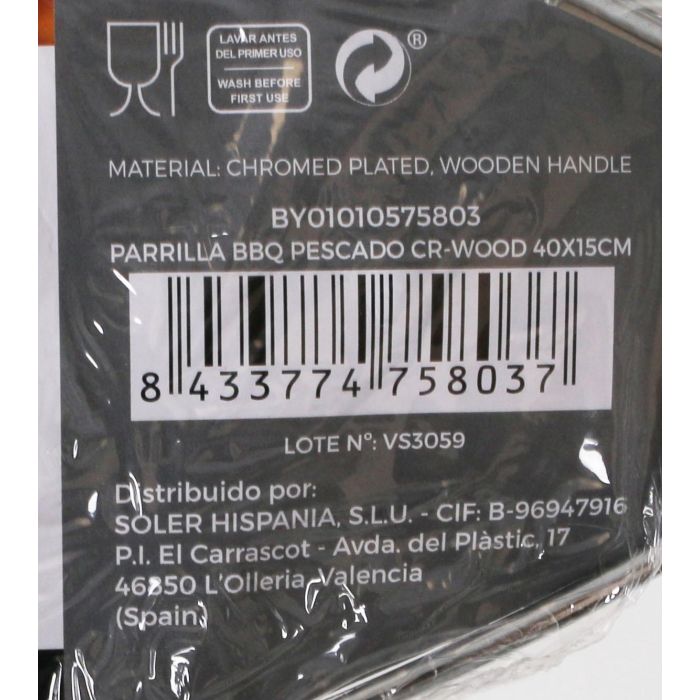 LAVAR ANTES
DEL PRIMER USO
WASH BEFORE
FIRST USE
®
MATERIAL: CHROMED PLATED, WOODEN HANDLE
BY01010575803
PARRILLA BBQ PESCADO CR-WOOD 40X15CM
8 433774 758037
LOTE Nº: VS3059
Distribuido por:
SOLER HISPANIA, S.L.U. - CIF: B-96947916
P.I. El Carrascot - Avda. del Plàstic, 17
46850 L'Olleria, Valencia
(Spain)